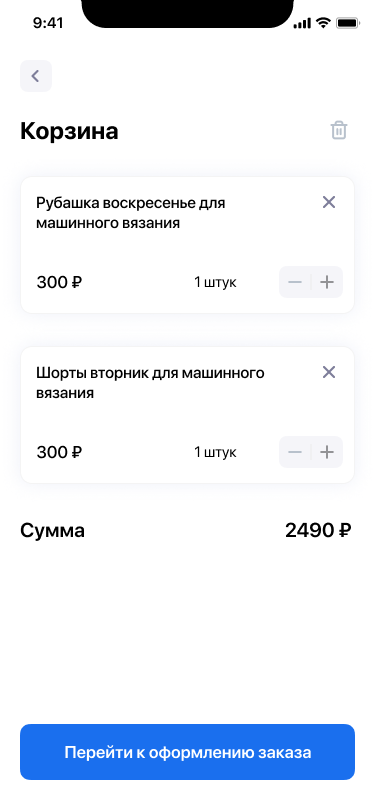 9:41
Корзина
Рубашка воскресенье для
машинного вязания
300 ₽ 1 штук
Шорты вторник для машинного
вязания
300 ₽ 1 штук
Сумма 2490 ₽
Перейти к оформлению заказа